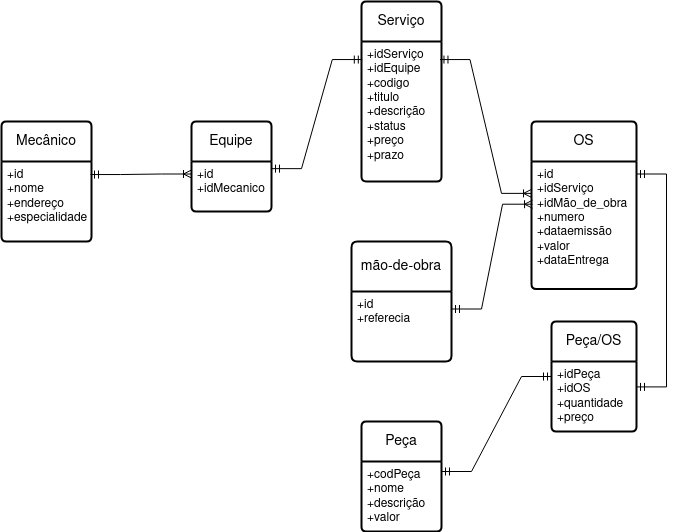 Serviço
+idServiço
+idEquipe
+codigo
+titulo
+descrição
+status
+preço
+prazo
Mecânico
+id
+nome
+endereço
+especialidade
Equipe
+id
+idMecanico
OS
+id
+idServiço
+idMão_de_obra
+numero
+dataemissão
+valor
+dataEntrega
mão-de-obra
+id
+referecia
Peça/OS
+idPeça
+idOS
+quantidade
+preço
Peça
+codPeça
+nome
+descrição
+valor